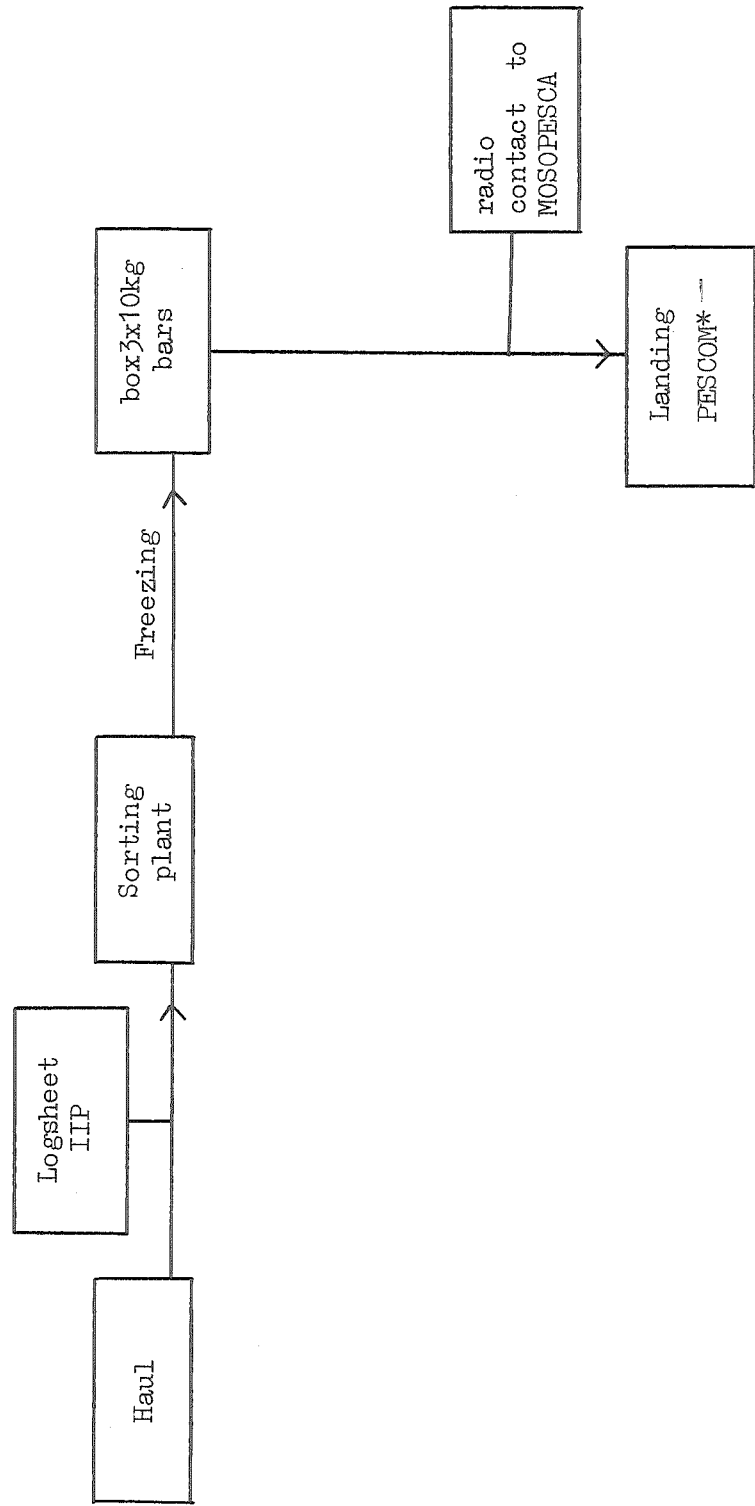 Haul
Logsheet
IIP
Sorting
plant
Freezing
box3x10kg
bars
radio
contact to
MOSOPESCA
Landing
PESCOM*—